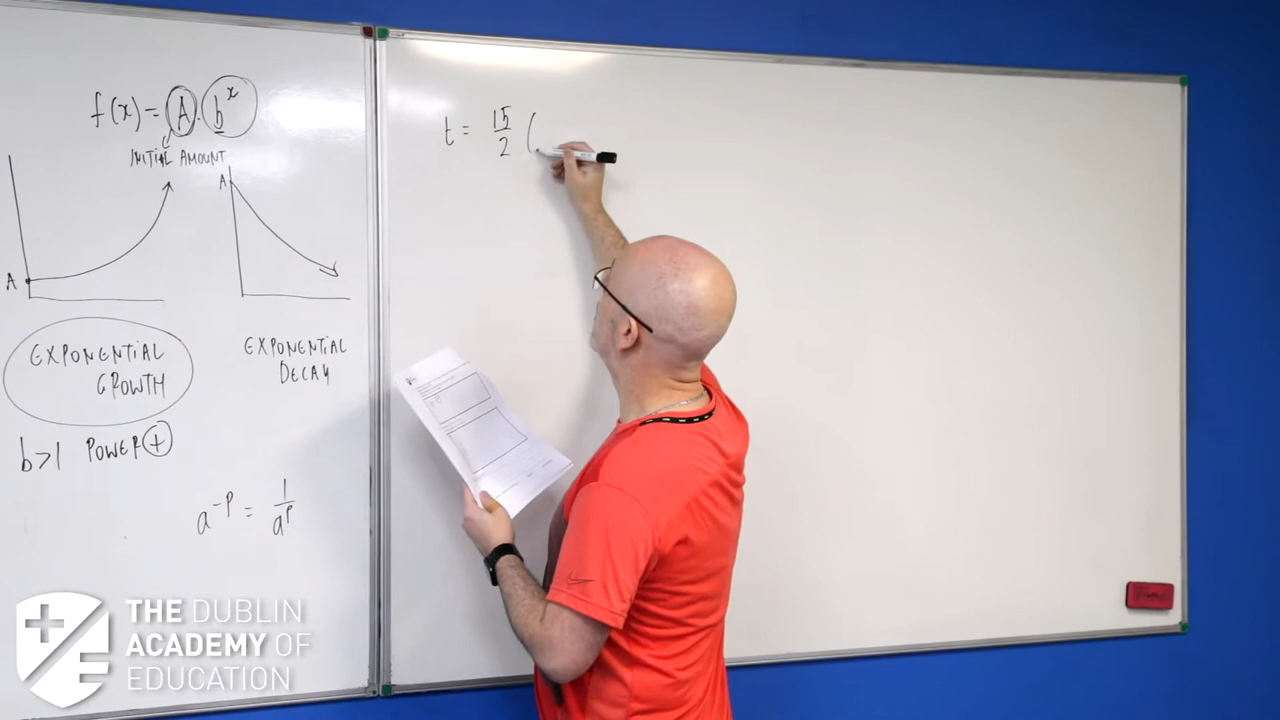 f(x) = A. b^x
INITIAL AMOUNT
A
A
EXPONENTIAL
GROWTH
EXPONENTIAL
DECAY
b>1 POWER +
a^-p = 1/a^p
t = 15/2 (
THE DUBLIN
ACADEMY OF
EDUCATION